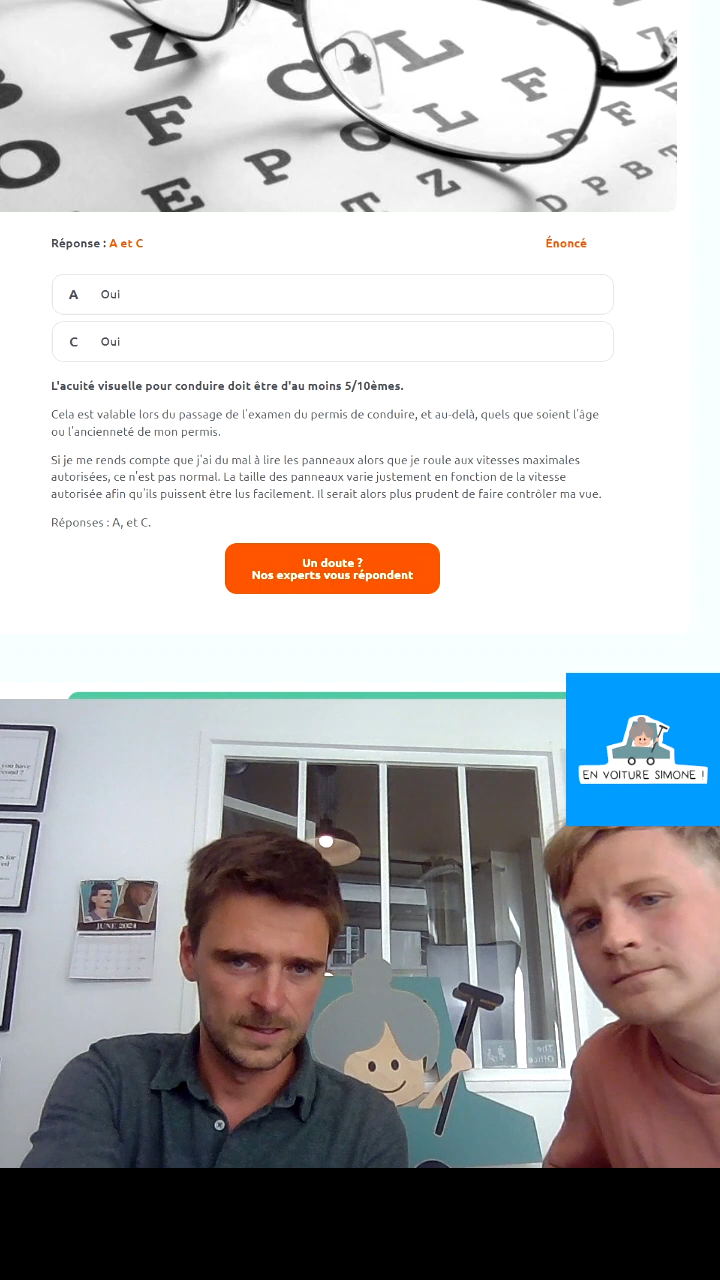 Z
C
L
Z
O
F
O
L
F
F
E
P
T
Z
D
P
B
T
Réponse : A et C
Énoncé
A Oui
C Oui
L'acuité visuelle pour conduire doit être d'au moins 5/10èmes.
Cela est valable lors du passage de l'examen du permis de conduire, et au-delà, quels que soient l'âge
ou l'ancienneté de mon permis.
Si je me rends compte que j'ai du mal à lire les panneaux alors que je roule aux vitesses maximales
autorisées, ce n'est pas normal. La taille des panneaux varie justement en fonction de la vitesse
autorisée afin qu'ils puissent être lus facilement. Il serait alors plus prudent de faire contrôler ma vue.
Réponses : A, et C.
Un doute ?
Nos experts vous répondent
EN VOITURE SIMONE !
you have
JUNE 2024
The
Office